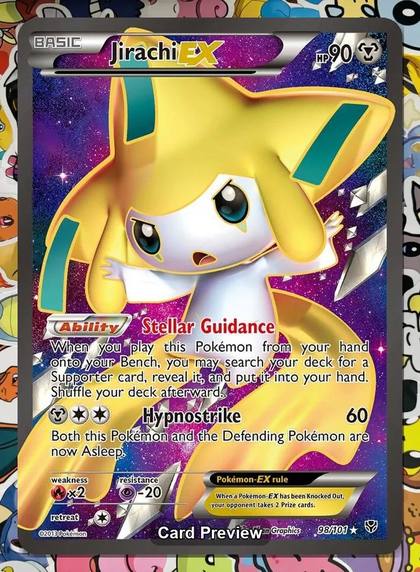 BASIC
Jirachi EX
HP 90
Ability Stellar Guidance
When you play this Pokémon from your hand
onto your Bench, you may search your deck for a
Supporter card, reveal it, and put it into your hand.
Shuffle your deck afterward.
Hypnostrike 60
Both this Pokémon and the Defending Pokémon are
now Asleep.
weakness resistance
×2 -20
retreat
Pokémon-EX rule
When a Pokémon-EX has been Knocked Out,
your opponent takes 2 Prize cards.
©2013 Pokémon
Card Preview
Graphics
98/101